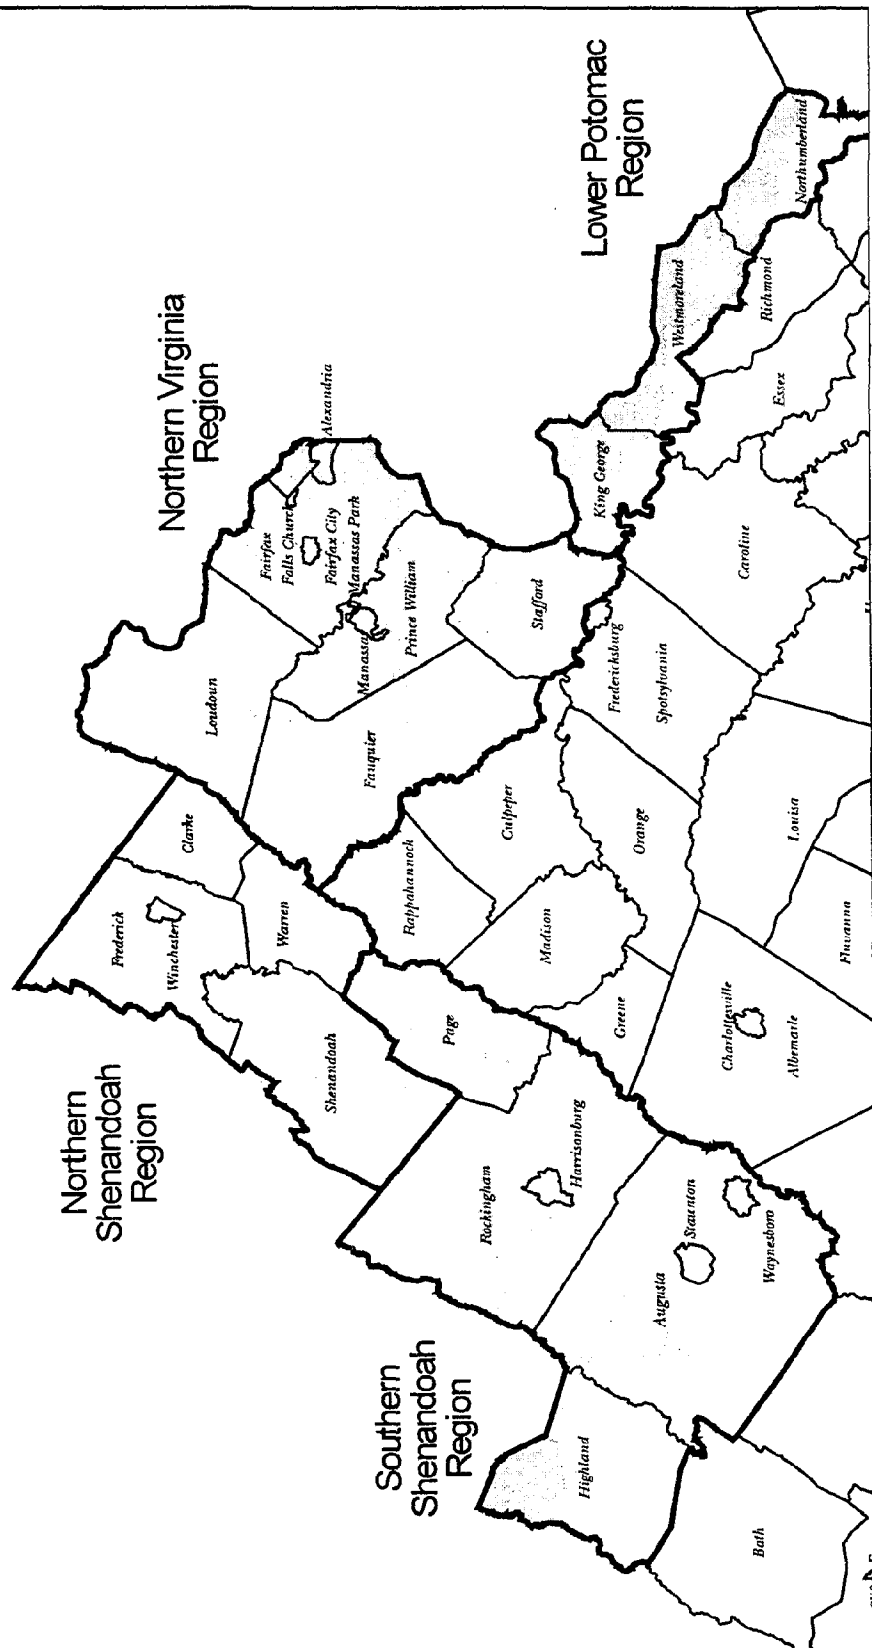 Northern
Shenandoah
Region
Northern Virginia
Region
Southern
Shenandoah
Region
Lower Potomac
Region
Frederick
Winchester
Clarke
Warren
Shenandoah
Page
Loudoun
Fairfax
Falls Church
Fairfax City
Alexandria
Manassas Park
Manassas
Prince William
Fauquier
Stafford
Rappahannock
Culpeper
Madison
Greene
Orange
Fredericksburg
Spotsylvania
King George
Westmoreland
Northumberland
Richmond
Essex
Caroline
Louisa
Fluvanna
Charlottesville
Albemarle
Rockingham
Harrisonburg
Augusta
Staunton
Waynesboro
Highland
Bath